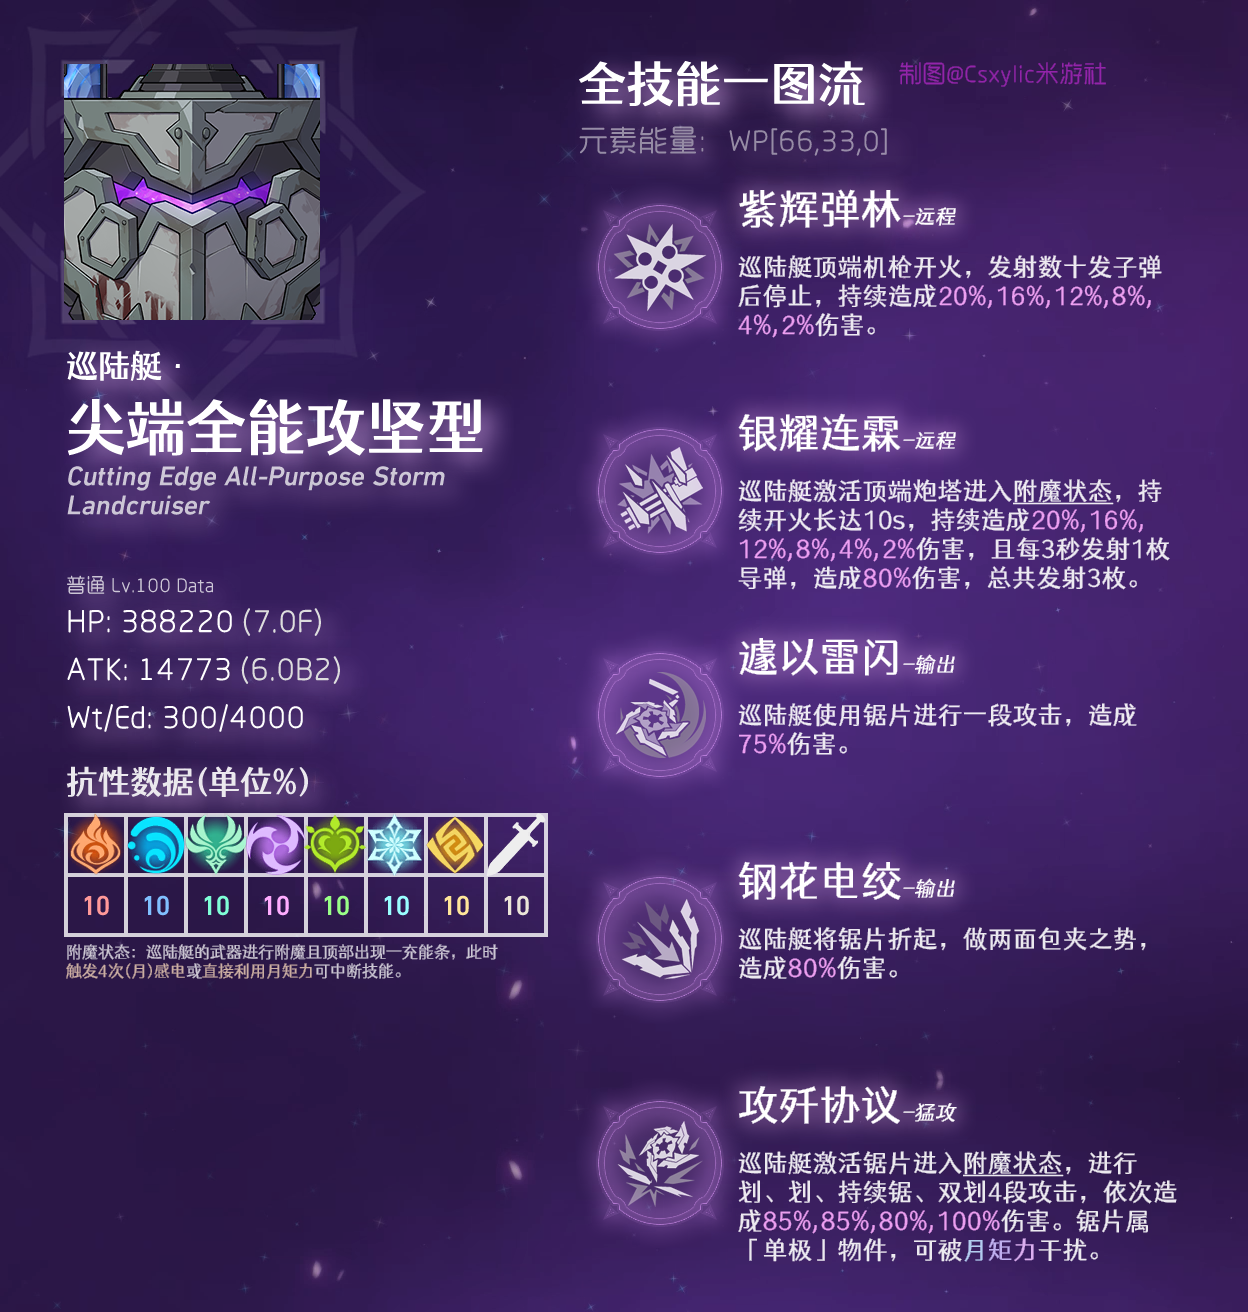 全技能一图流
制图@Csxylic米游社
元素能量： WP[66,33,0]
巡陆艇 ·
尖端全能攻坚型
Cutting Edge All-Purpose Storm
Landcruiser
普通 Lv.100 Data
HP: 388220 (7.0F)
ATK: 14773 (6.0B2)
Wt/Ed: 300/4000
抗性数据(单位%)
10 10 10 10 10 10 10 10
附魔状态：巡陆艇的武器进行附魔且顶部出现一充能条，此时
触发4次(月)感电或直接利用月矩力可中断技能。
紫辉弹林-远程
巡陆艇顶端机枪开火，发射数十发子弹
后停止，持续造成20%,16%,12%,8%,
4%,2%伤害。
银耀连霖-远程
巡陆艇激活顶端炮塔进入附魔状态，持
续开火长达10s，持续造成20%,16%,
12%,8%,4%,2%伤害，且每3秒发射1枚
导弹，造成80%伤害，总共发射3枚。
遽以雷闪-输出
巡陆艇使用锯片进行一段攻击，造成
75%伤害。
钢花电绞-输出
巡陆艇将锯片折起，做两面包夹之势，
造成80%伤害。
攻歼协议-猛攻
巡陆艇激活锯片进入附魔状态，进行
划、划、持续锯、双划4段攻击，依次造
成85%,85%,80%,100%伤害。锯片属
「单极」物件，可被月矩力干扰。